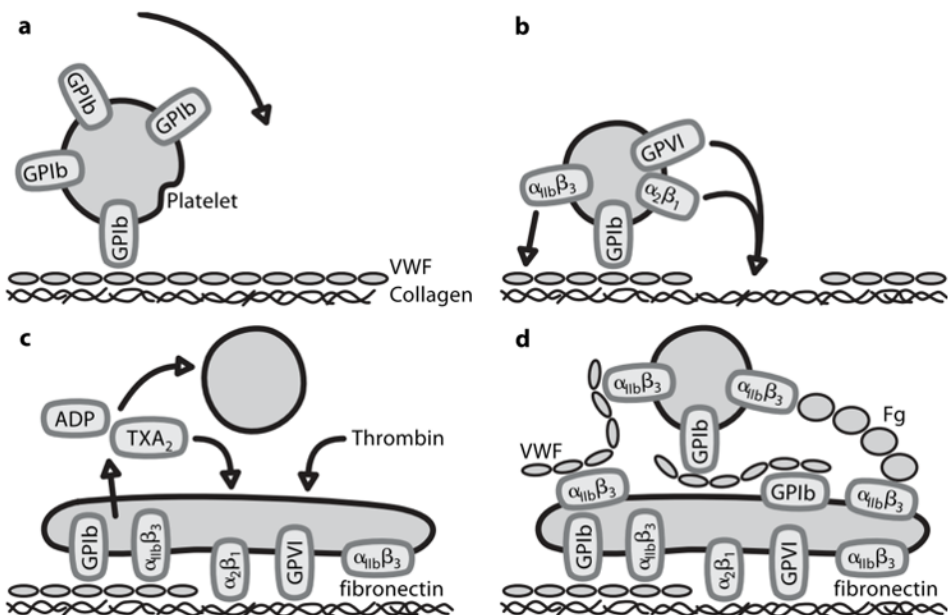 a
GPIb
GPIb
GPIb
GPIb
Platelet
VWF
Collagen
b
GPVI
αIIbβ3
α2β1
GPIb
c
ADP
TXA2
Thrombin
GPIb
αIIbβ3
α2β1
GPVI
αIIbβ3
fibronectin
d
αIIbβ3
αIIbβ3
Fg
GPIb
VWF
αIIbβ3
GPIb
αIIbβ3
GPIb
αIIbβ3
α2β1
GPVI
αIIbβ3
fibronectin